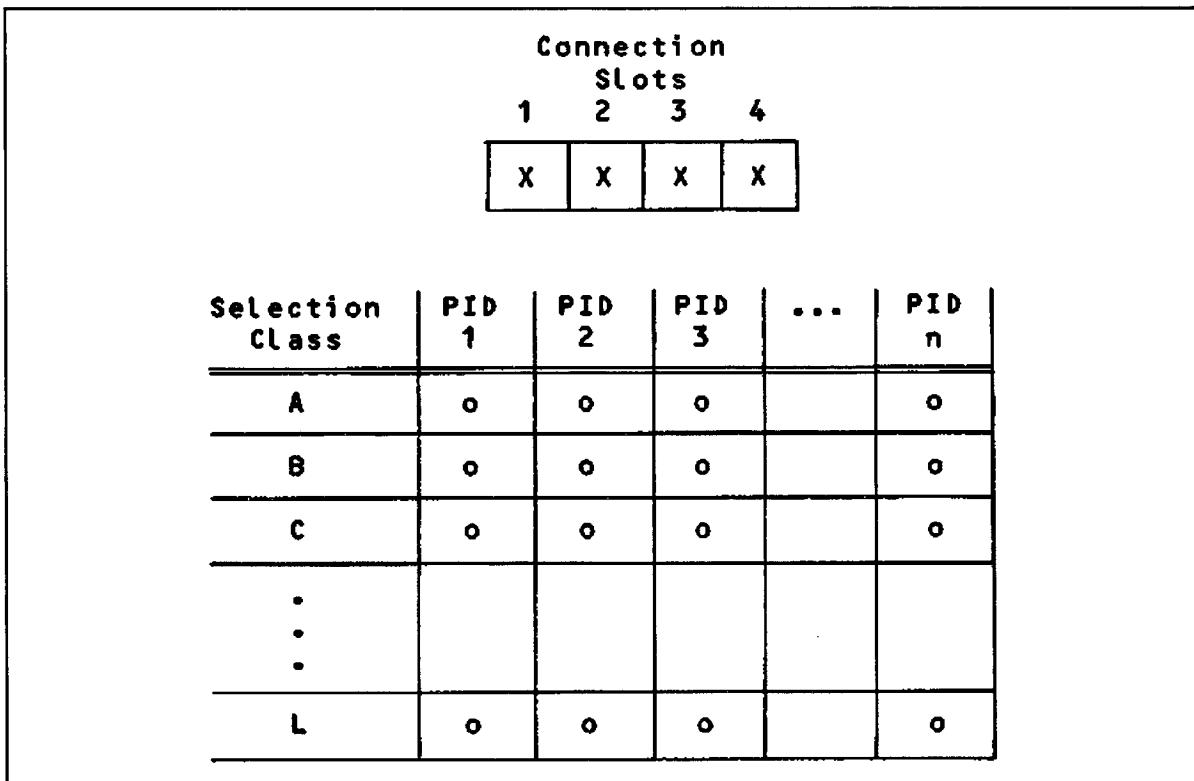 Connection
Slots
1 2 3 4
X X X X
Selection Class PID 1 PID 2 PID 3 ... PID n
A o o o o
B o o o o
C o o o o
.
.
.
L o o o o